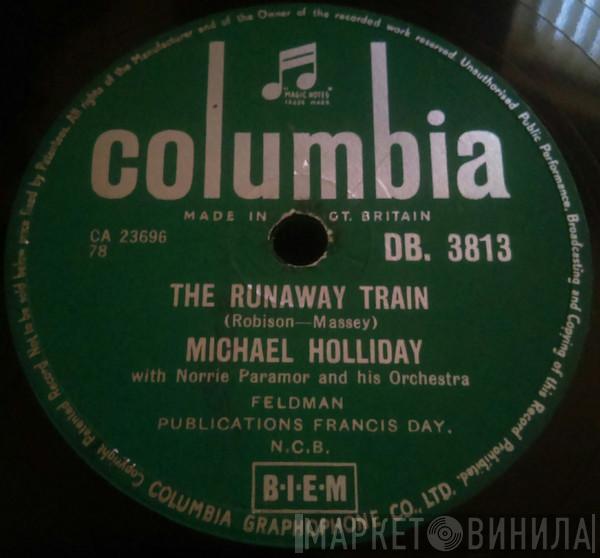 "MAGIC NOTES"
TRADE MARK
columbia
MADE IN GT. BRITAIN
CA 23696
78
DB. 3813
THE RUNAWAY TRAIN
(Robison—Massey)
MICHAEL HOLLIDAY
with Norrie Paramor and his Orchestra
FELDMAN
PUBLICATIONS FRANCIS DAY.
N.C.B.
B·I·E·M
COLUMBIA GRAPHOPHONE CO., LTD.
Copyright. Patented Record Not to be sold below price fixed by Patentees. All rights of the Manufacturer and of the Owner of the recorded work reserved. Unauthorised Public Performance, Broadcasting and Copying of this Record Prohibited.
МАРКЕТ ВИНИЛА